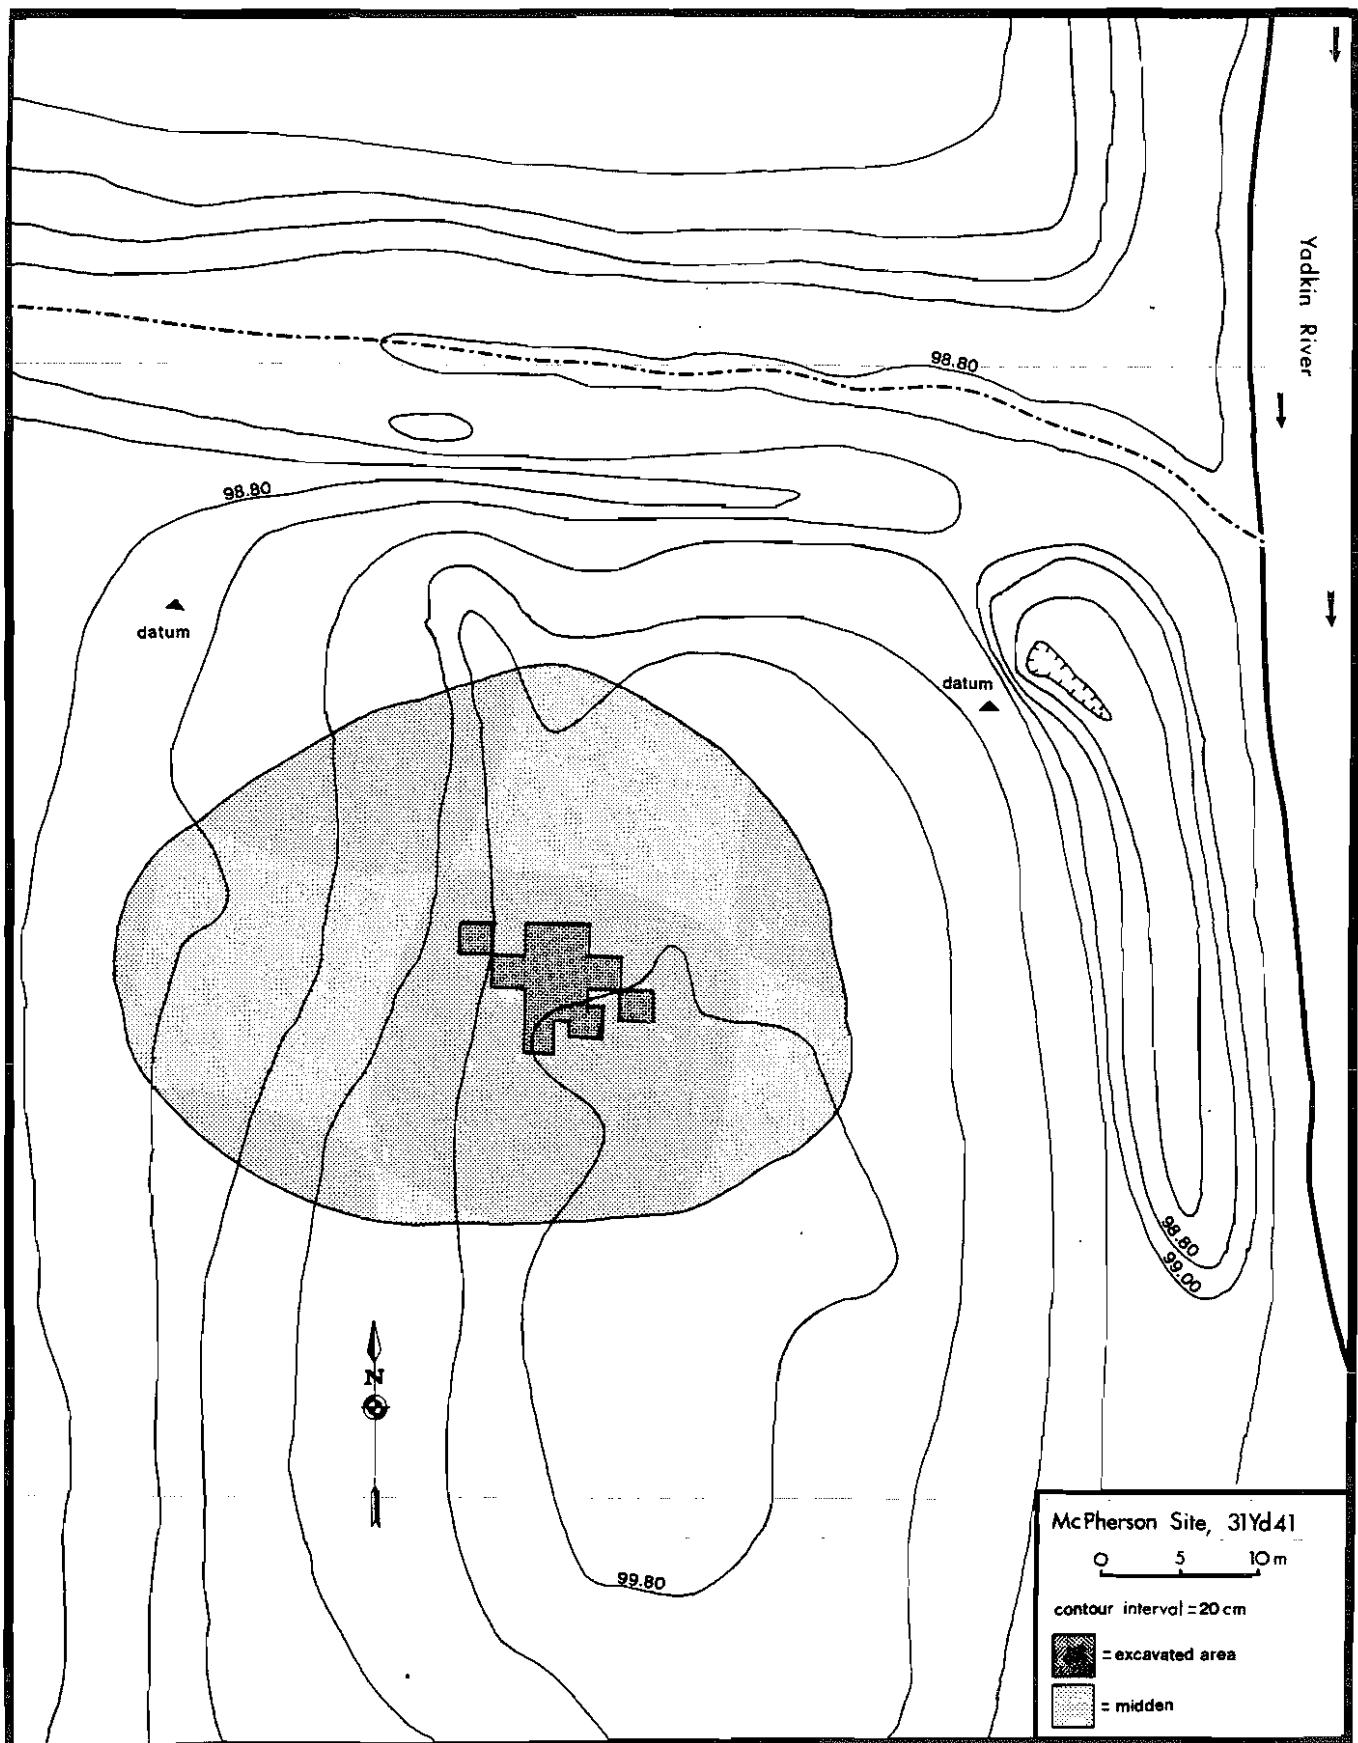 Yadkin River
98.80
98.80
datum
datum
98.80
99.00
N
99.80
McPherson Site, 31Yd41
0 5 10 m
contour interval = 20 cm
= excavated area
= midden